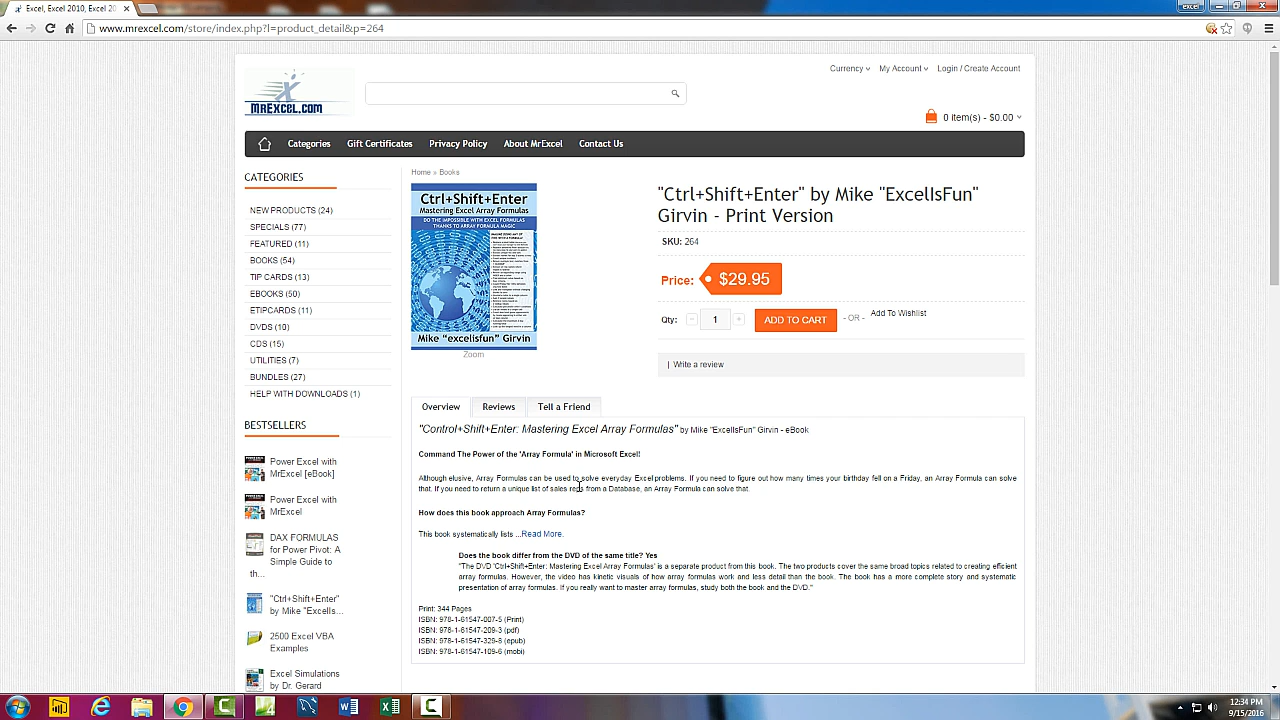 Excel, Excel 2010, Excel 20
excel
www.mrexcel.com/store/index.php?l=product_detail&p=264
Currency
My Account
Login / Create Account
MREXCEL.COM
0 item(s) - $0.00
Categories
Gift Certificates
Privacy Policy
About MrExcel
Contact Us
CATEGORIES
NEW PRODUCTS (24)
SPECIALS (77)
FEATURED (11)
BOOKS (54)
TIP CARDS (13)
EBOOKS (50)
ETIPCARDS (11)
DVDS (10)
CDS (15)
UTILITIES (7)
BUNDLES (27)
HELP WITH DOWNLOADS (1)
BESTSELLERS
Power Excel with
MrExcel [eBook]
Power Excel with
MrExcel
DAX FORMULAS
for Power Pivot: A
Simple Guide to
th...
"Ctrl+Shift+Enter"
by Mike "ExcelIs...
2500 Excel VBA
Examples
Excel Simulations
by Dr. Gerard
Home » Books
Ctrl+Shift+Enter
Mastering Excel Array Formulas
DO THE IMPOSSIBLE WITH EXCEL FORMULAS
THANKS TO ARRAY FORMULA MAGIC
Mike "excelisfun" Girvin
Zoom
"Ctrl+Shift+Enter" by Mike "ExcelIsFun"
Girvin - Print Version
SKU: 264
Price: $29.95
Qty: - 1 + ADD TO CART - OR - Add To Wishlist
| Write a review
Overview
Reviews
Tell a Friend
"Control+Shift+Enter: Mastering Excel Array Formulas" by Mike "ExcelIsFun" Girvin - eBook
Command The Power of the 'Array Formula' in Microsoft Excel!
Although elusive, Array Formulas can be used to solve everyday Excel problems. If you need to figure out how many times your birthday fell on a Friday, an Array Formula can solve
that. If you need to return a unique list of sales reps from a Database, an Array Formula can solve that.
How does this book approach Array Formulas?
This book systematically lists ...Read More.
Does the book differ from the DVD of the same title? Yes
"The DVD 'Ctrl+Shift+Enter: Mastering Excel Array Formulas' is a separate product from this book. The two products cover the same broad topics related to creating efficient
array formulas. However, the video has kinetic visuals of how array formulas work and less detail than the book. The book has a more complete story and systematic
presentation of array formulas. If you really want to master array formulas, study both the book and the DVD."
Print: 344 Pages
ISBN: 978-1-61547-007-5 (Print)
ISBN: 978-1-61547-209-3 (pdf)
ISBN: 978-1-61547-329-8 (epub)
ISBN: 978-1-61547-109-6 (mobi)
12:34 PM
9/15/2016